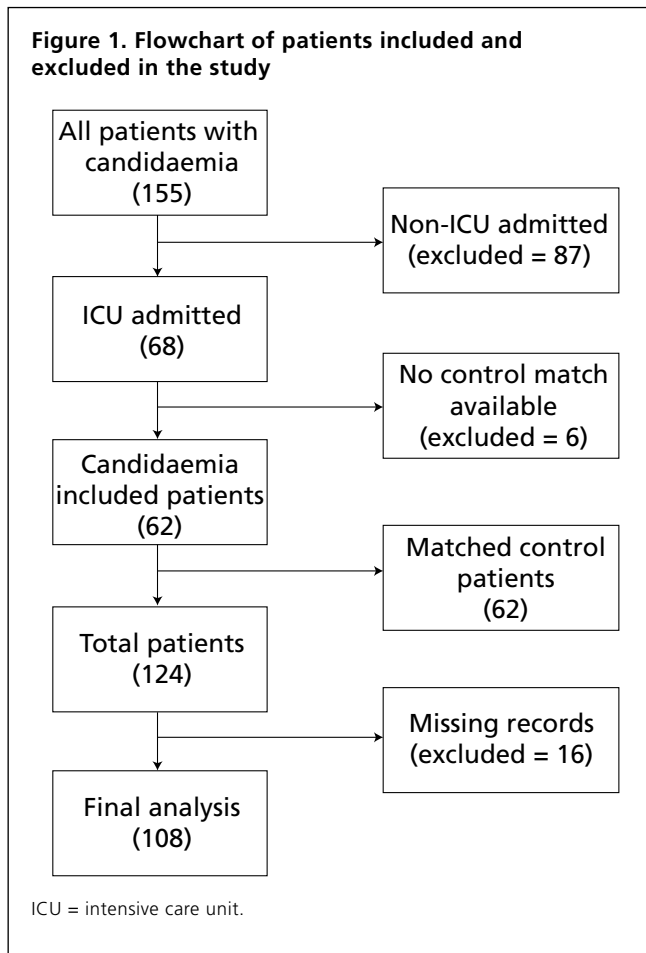 Figure 1. Flowchart of patients included and
excluded in the study
All patients with
candidaemia
(155)
Non-ICU admitted
(excluded = 87)
ICU admitted
(68)
No control match
available
(excluded = 6)
Candidaemia
included patients
(62)
Matched control
patients
(62)
Total patients
(124)
Missing records
(excluded = 16)
Final analysis
(108)
ICU = intensive care unit.